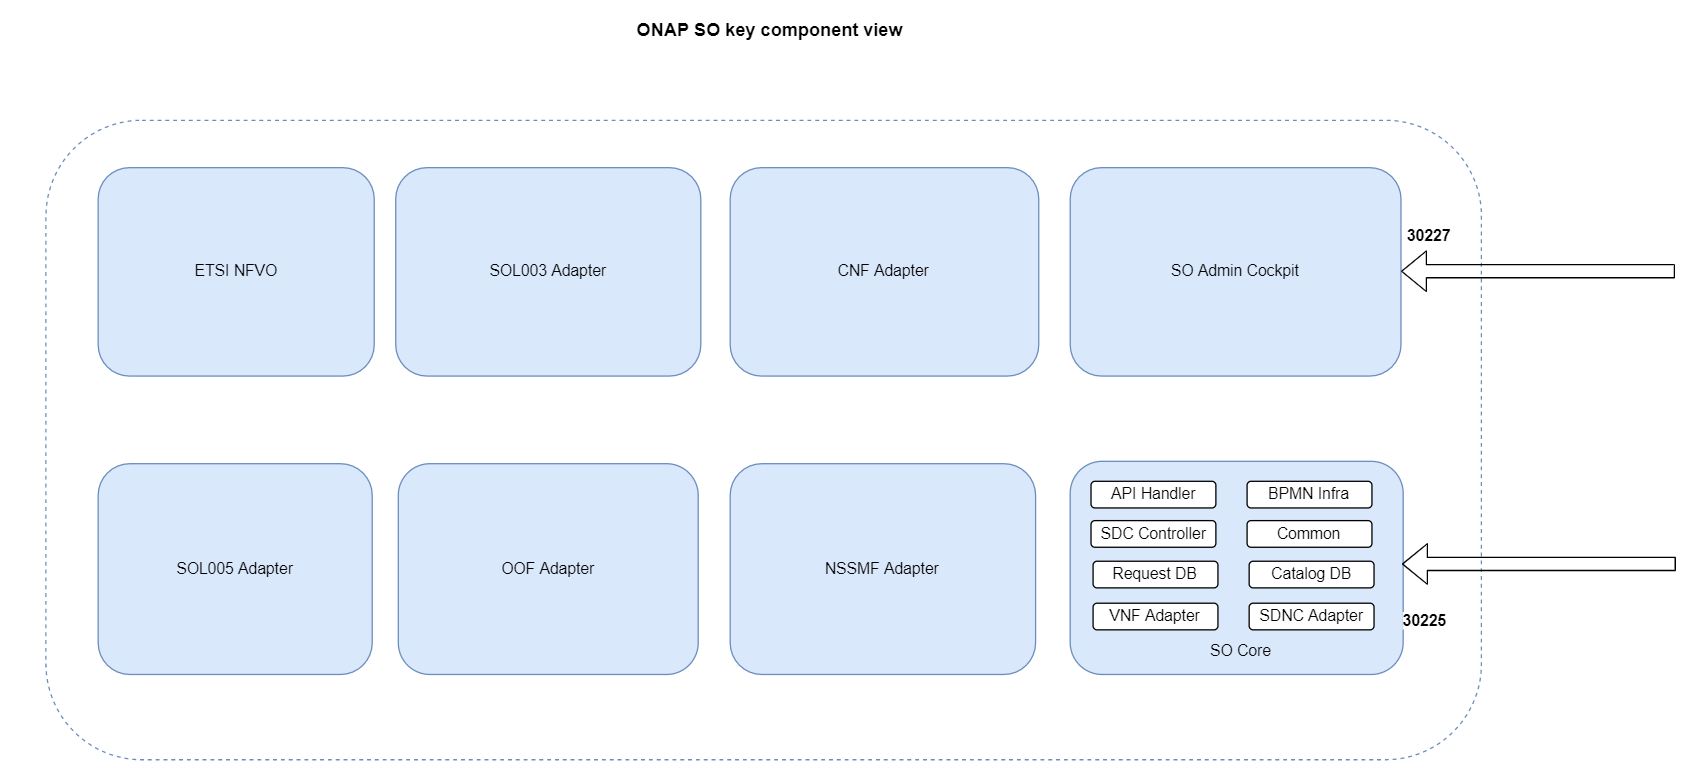 ONAP SO key component view
ETSI NFVO
SOL003 Adapter
CNF Adapter
SO Admin Cockpit
30227
SOL005 Adapter
OOF Adapter
NSSMF Adapter
API Handler
BPMN Infra
SDC Controller
Common
Request DB
Catalog DB
VNF Adapter
SDNC Adapter
SO Core
30225